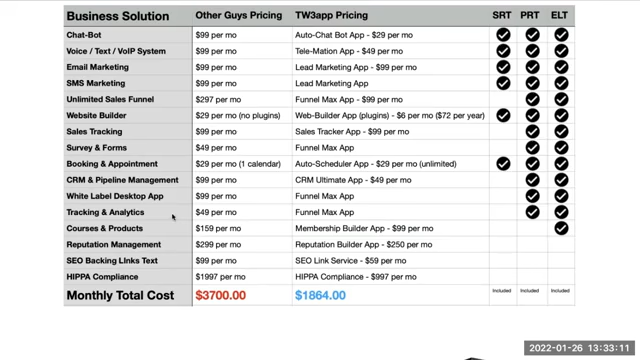 Business Solution Other Guys Pricing TW3app Pricing SRT PRT ELT
Chat-Bot $99 per mo Auto-Chat Bot App - $29 per mo
Voice / Text / VoIP System $99 per mo Tele-Mation App - $49 per mo
Email Marketing $99 per mo Lead Marketing App - $99 per mo
SMS Marketing $99 per mo Lead Marketing App
Unlimited Sales Funnel $297 per mo Funnel Max App - $99 per mo
Website Builder $29 per mo (no plugins) Web-Builder App (plugins) - $6 per mo ($72 per year)
Sales Tracking $99 per mo Sales Tracker App - $99 per mo
Survey & Forms $49 per mo Funnel Max App
Booking & Appointment $29 per mo (1 calendar) Auto-Scheduler App - $29 per mo (unlimited)
CRM & Pipeline Management $99 per mo CRM Ultimate App - $49 per mo
White Label Desktop App $99 per mo Funnel Max App
Tracking & Analytics $49 per mo Funnel Max App
Courses & Products $159 per mo Membership Builder App - $99 per mo
Reputation Management $299 per mo Reputation Builder App - $250 per mo
SEO Backing LInks Text $99 per mo SEO Link Service - $59 per mo
HIPPA Compliance $1997 per mo HIPPA Compliance - $997 per mo
Monthly Total Cost $3700.00 $1864.00 Included Included Included
2022-01-26 13:33:11